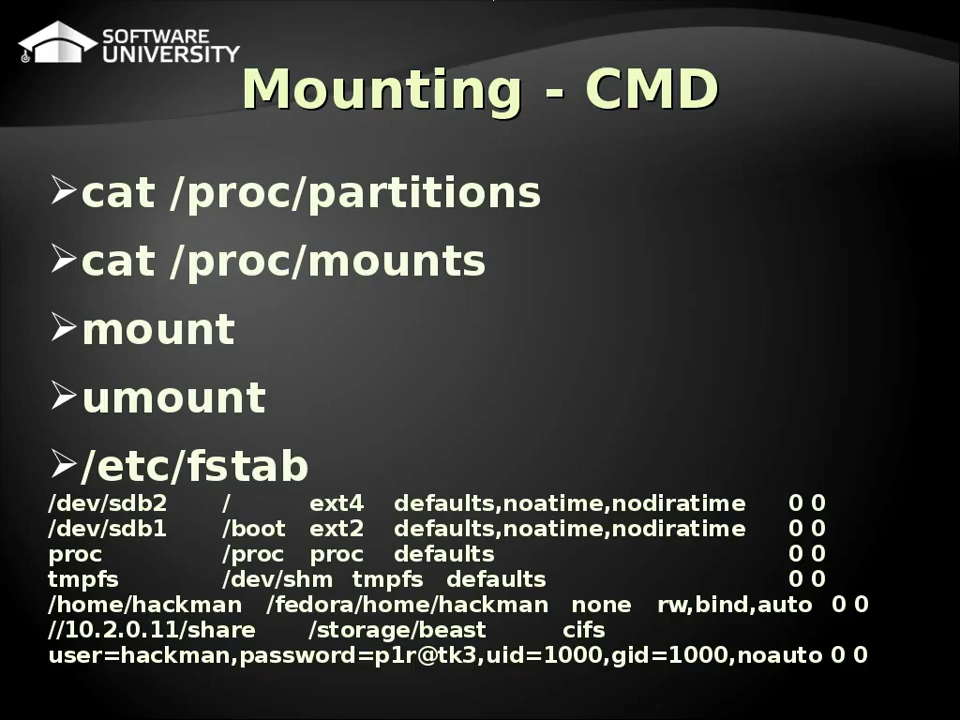 SOFTWARE
UNIVERSITY
Mounting - CMD
cat /proc/partitions
cat /proc/mounts
mount
umount
/etc/fstab
/dev/sdb2 / ext4 defaults,noatime,nodiratime 0 0
/dev/sdb1 /boot ext2 defaults,noatime,nodiratime 0 0
proc /proc proc defaults 0 0
tmpfs /dev/shm tmpfs defaults 0 0
/home/hackman /fedora/home/hackman none rw,bind,auto 0 0
//10.2.0.11/share /storage/beast cifs
user=hackman,password=p1r@tk3,uid=1000,gid=1000,noauto 0 0